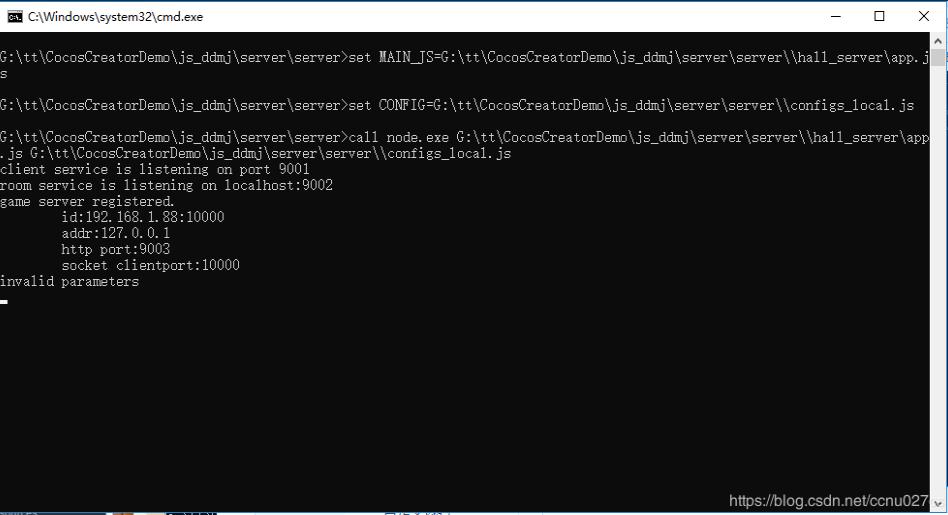 C:\Windows\system32\cmd.exe
G:\tt\CocosCreatorDemo\js_ddmj\server\server>set MAIN_JS=G:\tt\CocosCreatorDemo\js_ddmj\server\server\\hall_server\app.j
s
G:\tt\CocosCreatorDemo\js_ddmj\server\server>set CONFIG=G:\tt\CocosCreatorDemo\js_ddmj\server\server\\configs_local.js
G:\tt\CocosCreatorDemo\js_ddmj\server\server>call node.exe G:\tt\CocosCreatorDemo\js_ddmj\server\server\\hall_server\app
.js G:\tt\CocosCreatorDemo\js_ddmj\server\server\\configs_local.js
client service is listening on port 9001
room service is listening on localhost:9002
game server registered.
id:192.168.1.88:10000
addr:127.0.0.1
http port:9003
socket clientport:10000
invalid parameters
https://blog.csdn.net/ccnu027